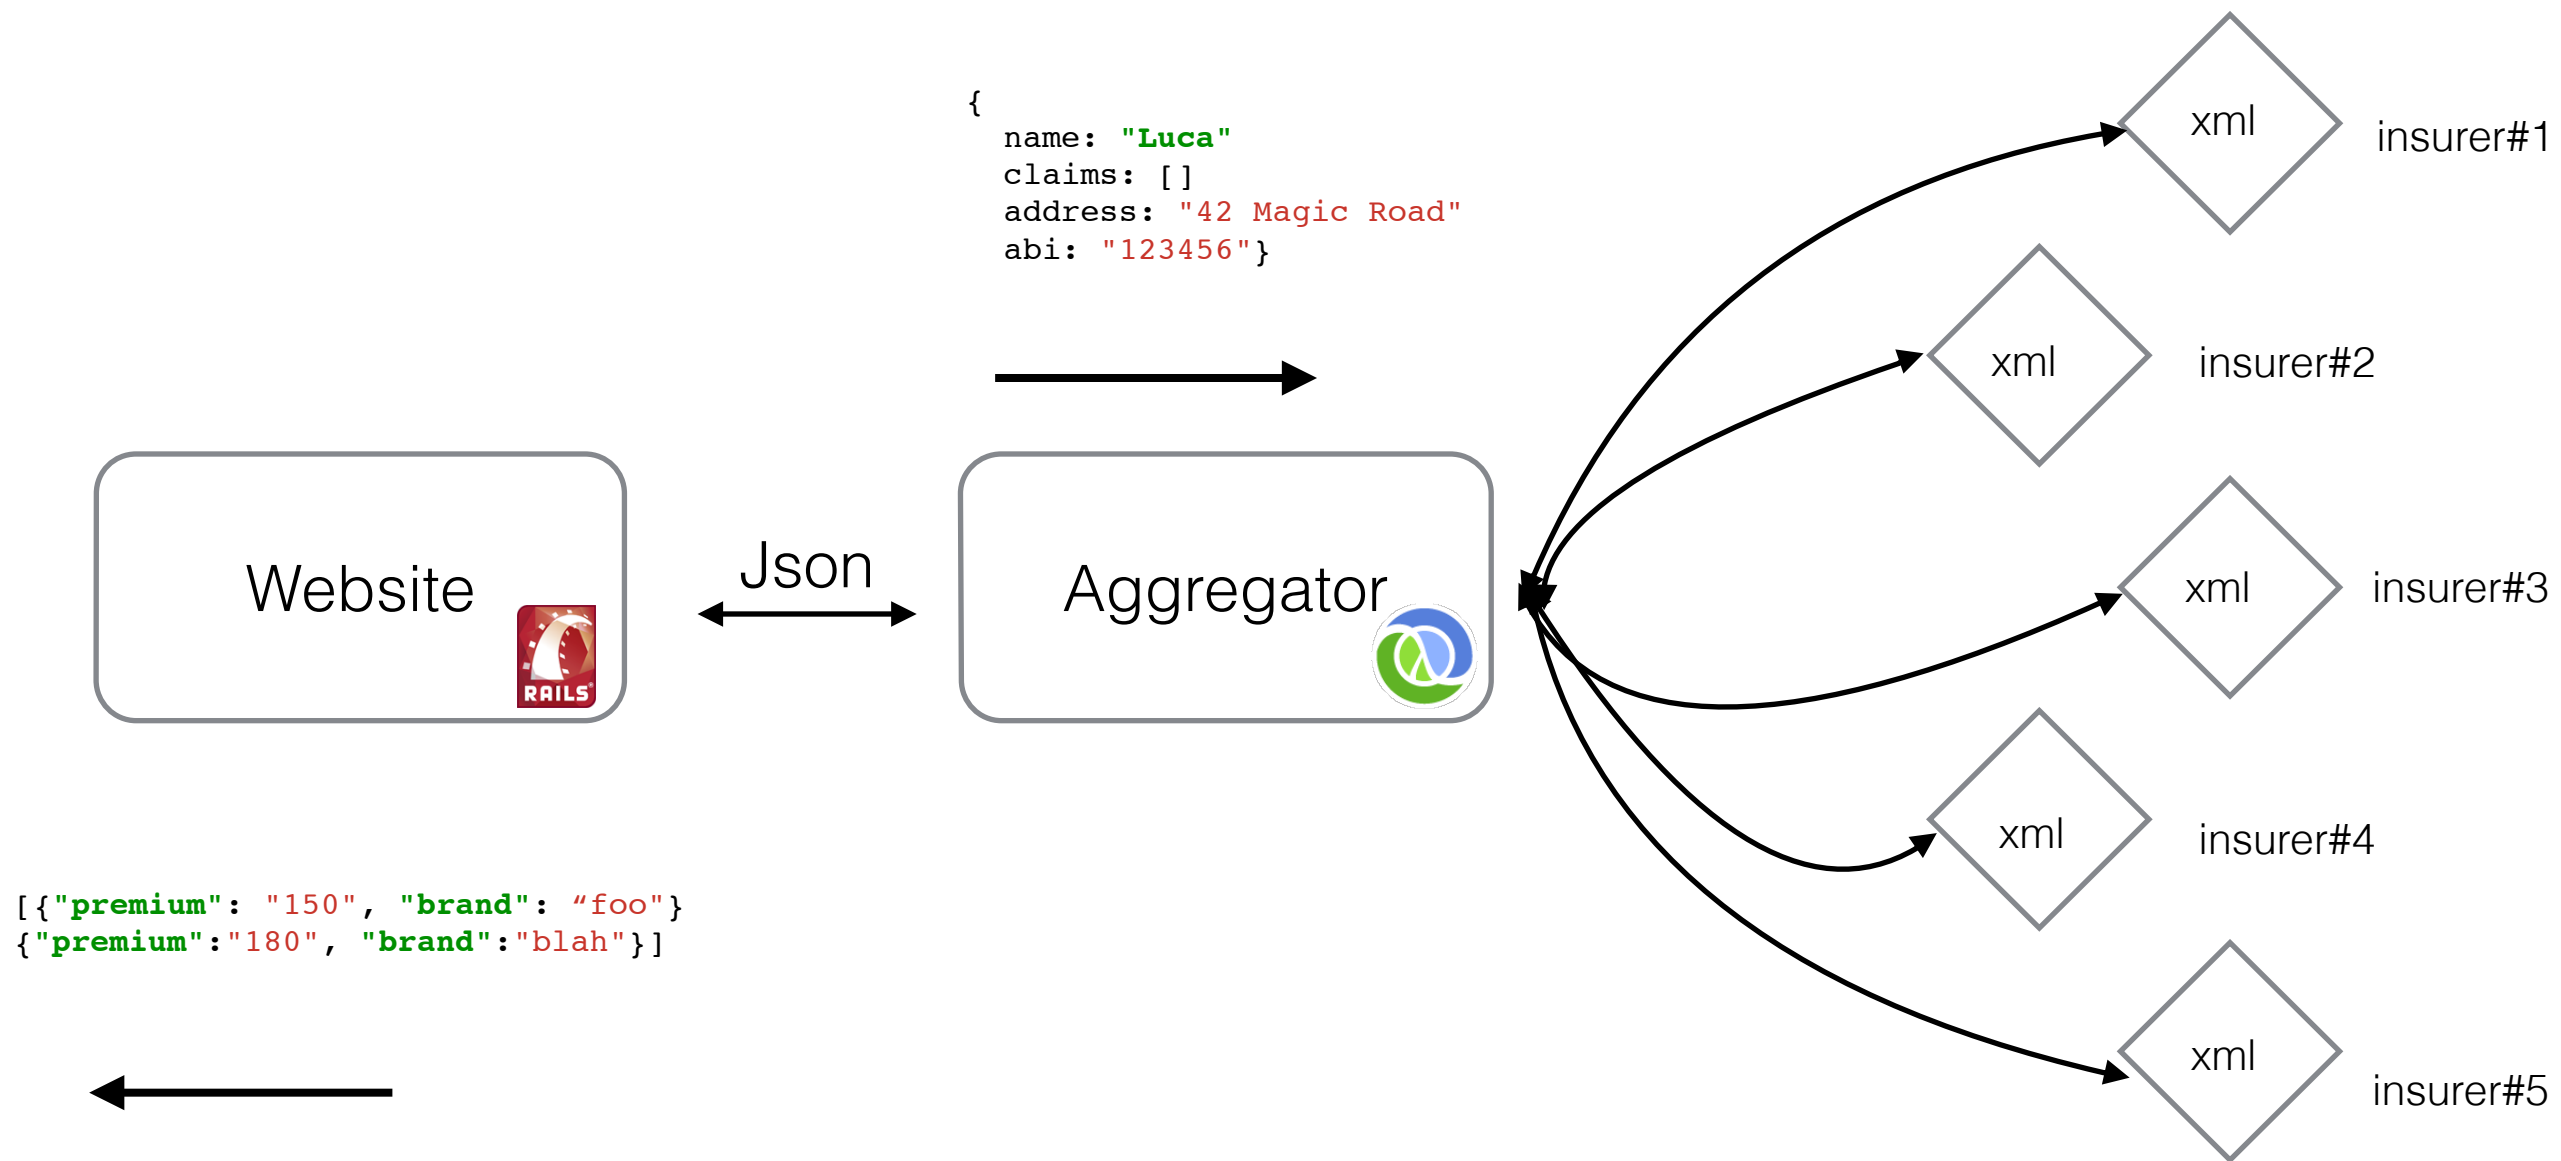 {
name: "Luca"
claims: []
address: "42 Magic Road"
abi: "123456"}
Website
RAILS
Json
Aggregator
xml
insurer#1
xml
insurer#2
xml
insurer#3
xml
insurer#4
xml
insurer#5
[{"premium": "150", "brand": “foo"}
{"premium":"180", "brand":"blah"}]